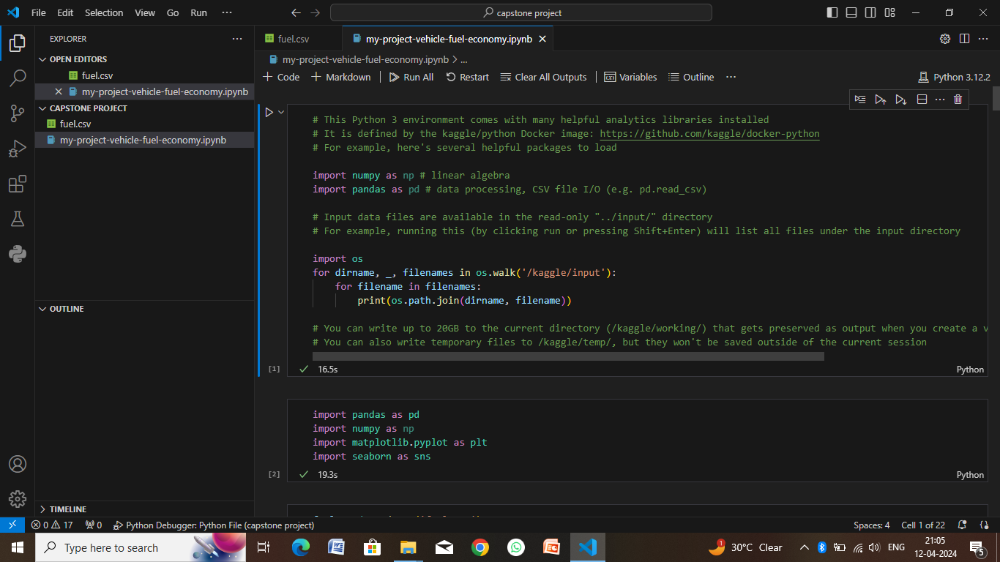 File Edit Selection View Go Run ···
capstone project
EXPLORER ···
OPEN EDITORS
fuel.csv
my-project-vehicle-fuel-economy.ipynb
CAPSTONE PROJECT
fuel.csv
my-project-vehicle-fuel-economy.ipynb
OUTLINE
TIMELINE
fuel.csv
my-project-vehicle-fuel-economy.ipynb
my-project-vehicle-fuel-economy.ipynb > ...
+ Code + Markdown | Run All Restart Clear All Outputs | Variables Outline ···
Python 3.12.2
# This Python 3 environment comes with many helpful analytics libraries installed
# It is defined by the kaggle/python Docker image: https://github.com/kaggle/docker-python
# For example, here's several helpful packages to load
import numpy as np # linear algebra
import pandas as pd # data processing, CSV file I/O (e.g. pd.read_csv)
# Input data files are available in the read-only "../input/" directory
# For example, running this (by clicking run or pressing Shift+Enter) will list all files under the input directory
import os
for dirname, _, filenames in os.walk('/kaggle/input'):
for filename in filenames:
print(os.path.join(dirname, filename))
# You can write up to 20GB to the current directory (/kaggle/working/) that gets preserved as output when you create a v
# You can also write temporary files to /kaggle/temp/, but they won't be saved outside of the current session
[1] 16.5s Python
import pandas as pd
import numpy as np
import matplotlib.pyplot as plt
import seaborn as sns
[2] 19.3s Python
0 17 0 Python Debugger: Python File (capstone project)
Spaces: 4 Cell 1 of 22
Type here to search
1 30°C Clear
ENG
21:05
12-04-2024
5